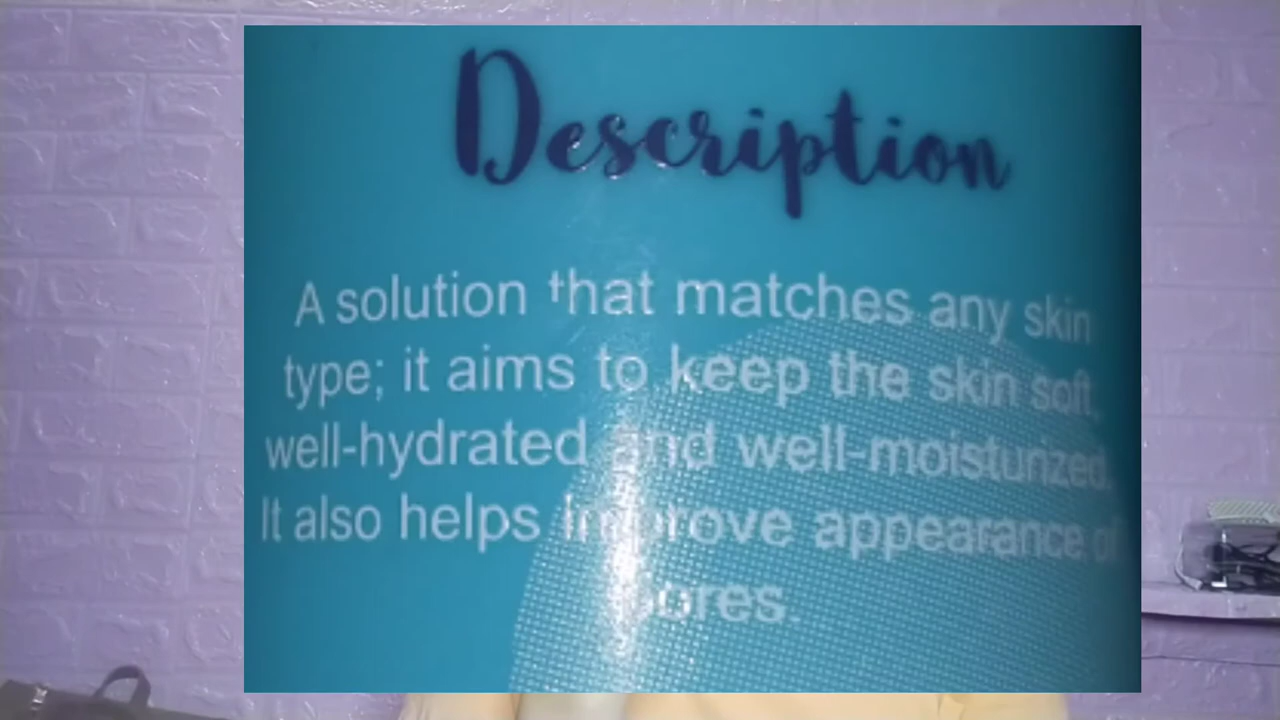 Description
A solution that matches any skin
type; it aims to keep the skin soft,
well-hydrated and well-moisturized.
It also helps improve appearance of
pores.